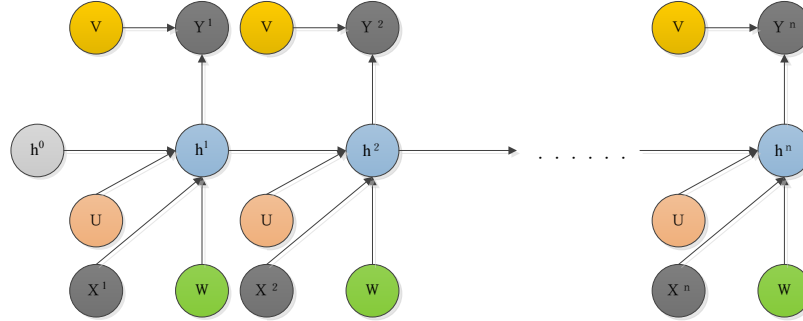 V Y¹ V Y² V Yⁿ
h⁰ h¹ h² . . . . . . hⁿ
U U U
X¹ W X² W Xⁿ W